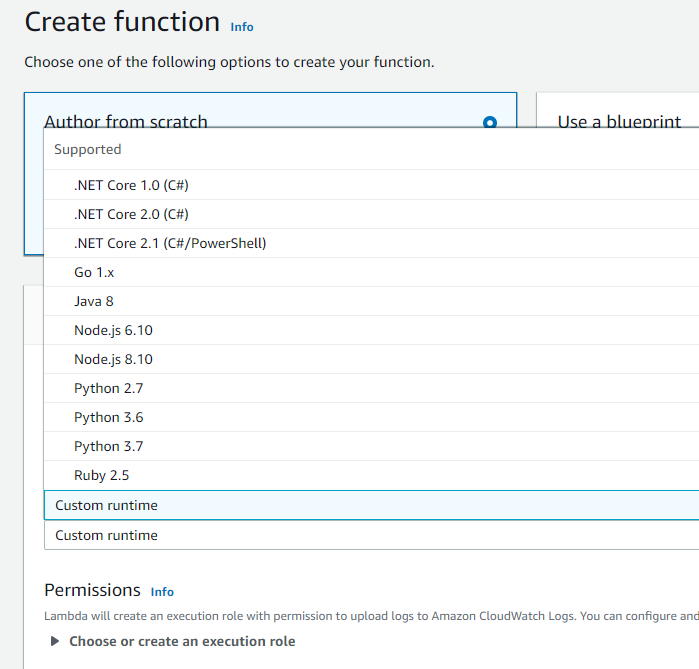 Create function Info
Choose one of the following options to create your function.
Author from scratch
Use a blueprint
Supported
.NET Core 1.0 (C#)
.NET Core 2.0 (C#)
.NET Core 2.1 (C#/PowerShell)
Go 1.x
Java 8
Node.js 6.10
Node.js 8.10
Python 2.7
Python 3.6
Python 3.7
Ruby 2.5
Custom runtime
Custom runtime
Permissions Info
Lambda will create an execution role with permission to upload logs to Amazon CloudWatch Logs. You can configure and
Choose or create an execution role